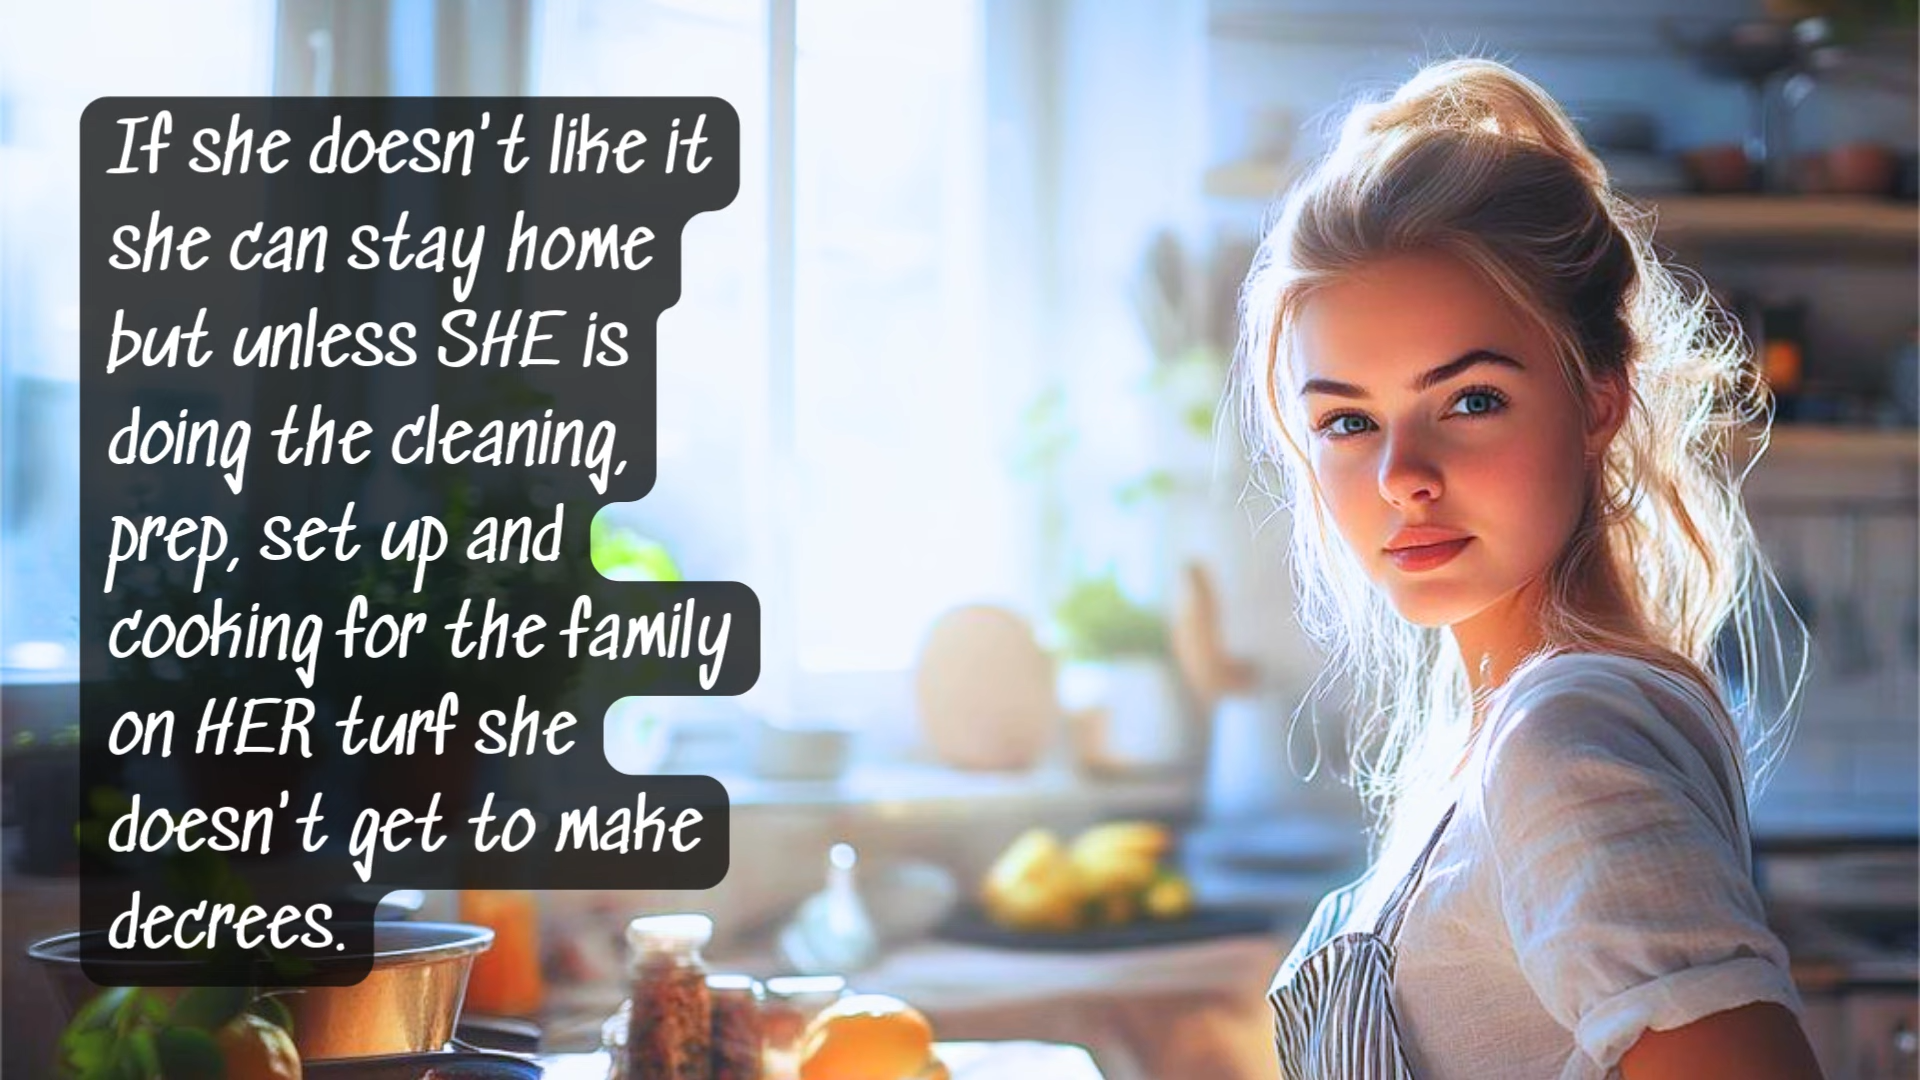 If she doesn't like it
she can stay home
but unless SHE is
doing the cleaning,
prep, set up and
cooking for the family
on HER turf she
doesn't get to make
decrees.